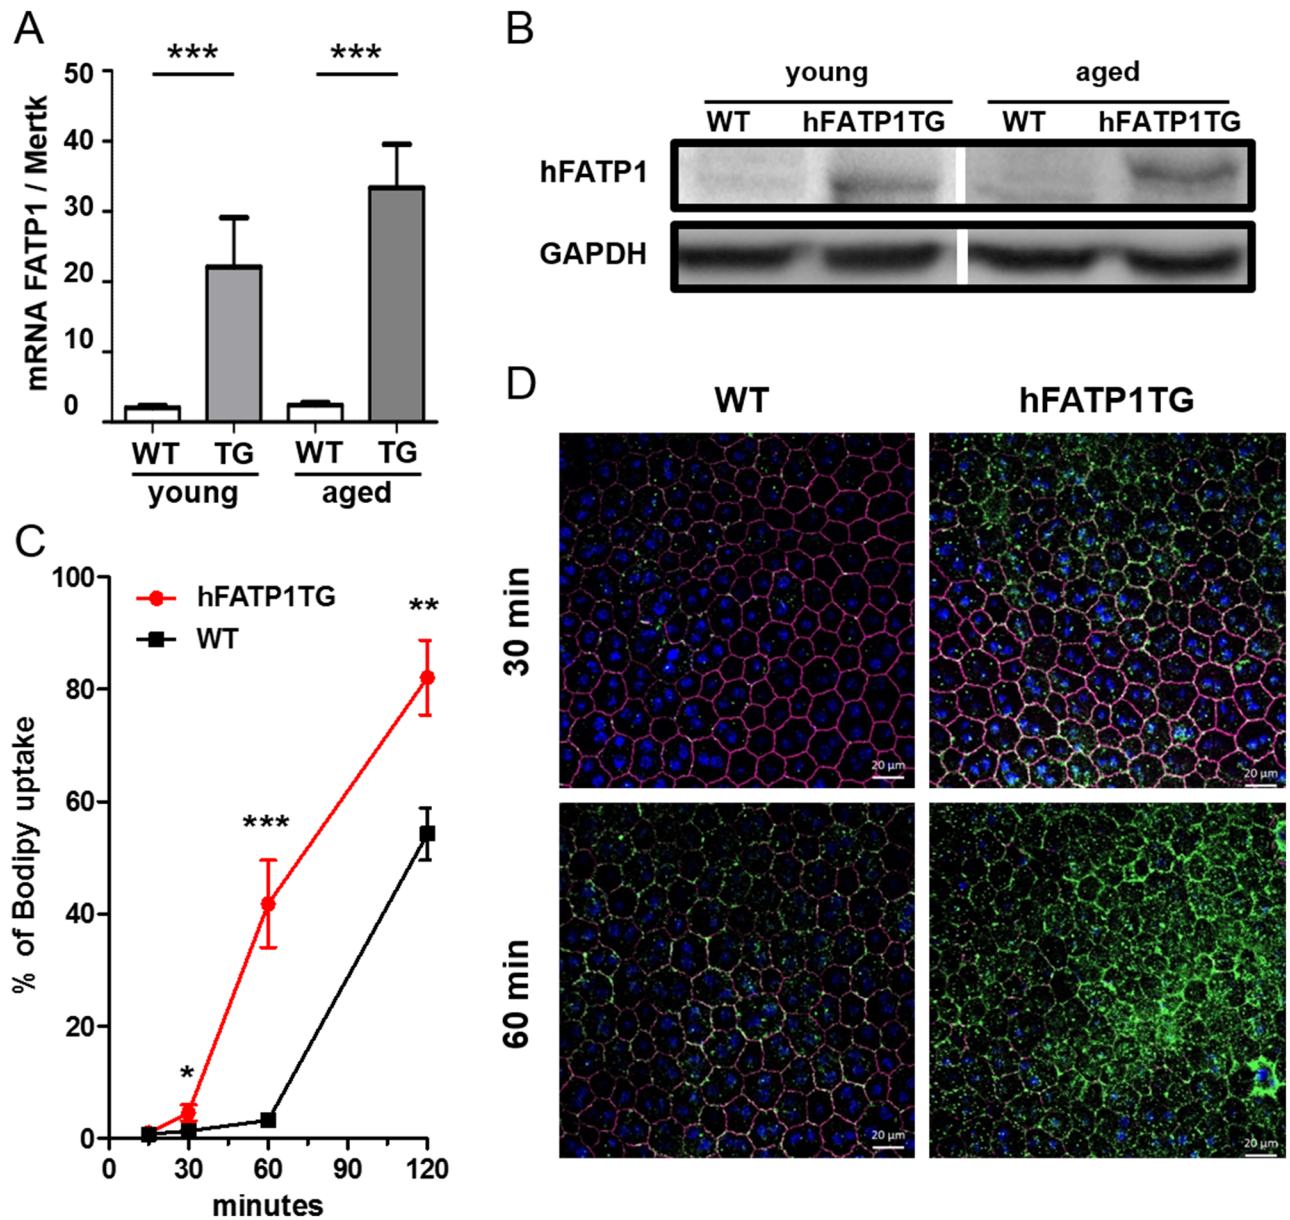 A
***
***
mRNA FATP1 / Mertk
50
40
30
20
10
0
WT
TG
WT
TG
young
aged
B
young
aged
WT
hFATP1TG
WT
hFATP1TG
hFATP1
GAPDH
C
% of Bodipy uptake
100
80
60
40
20
0
hFATP1TG
WT
*
***
**
0
30
60
90
120
minutes
D
WT
hFATP1TG
30 min
20 µm
20 µm
60 min
20 µm
20 µm